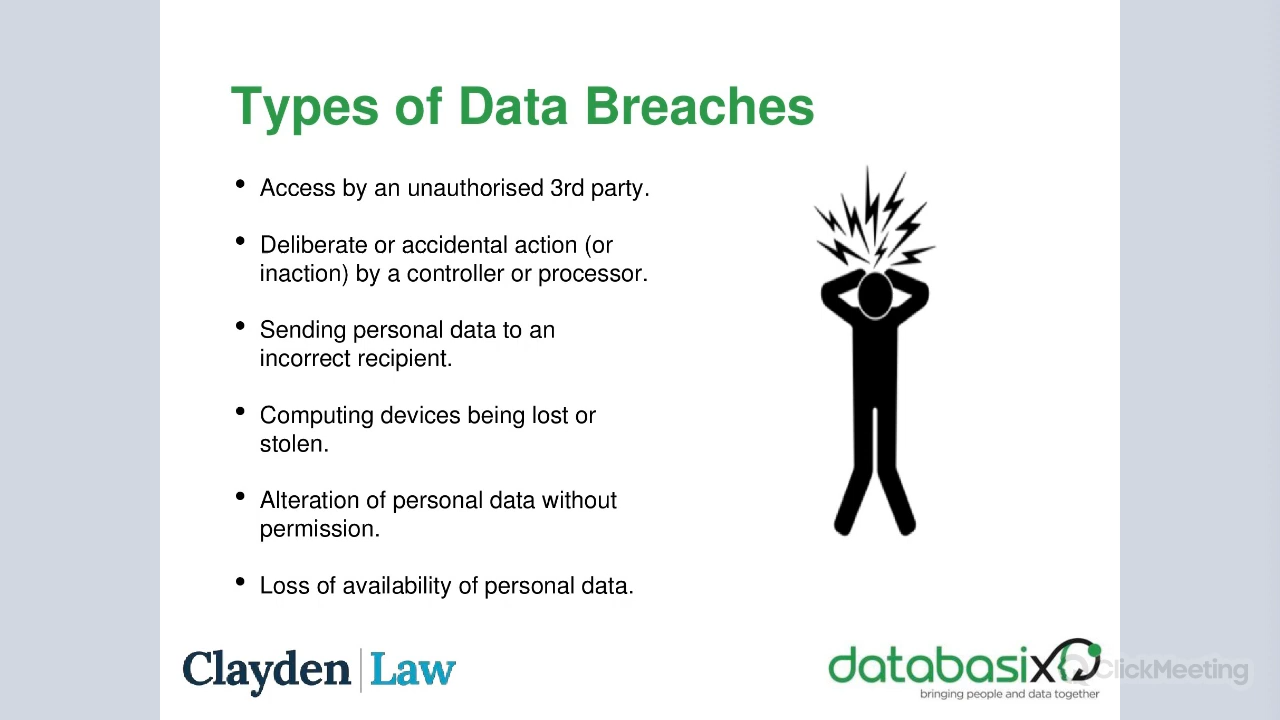 Types of Data Breaches
• Access by an unauthorised 3rd party.
• Deliberate or accidental action (or
inaction) by a controller or processor.
• Sending personal data to an
incorrect recipient.
• Computing devices being lost or
stolen.
• Alteration of personal data without
permission.
• Loss of availability of personal data.
Clayden Law
databasix
bringing people and data together
ClickMeeting